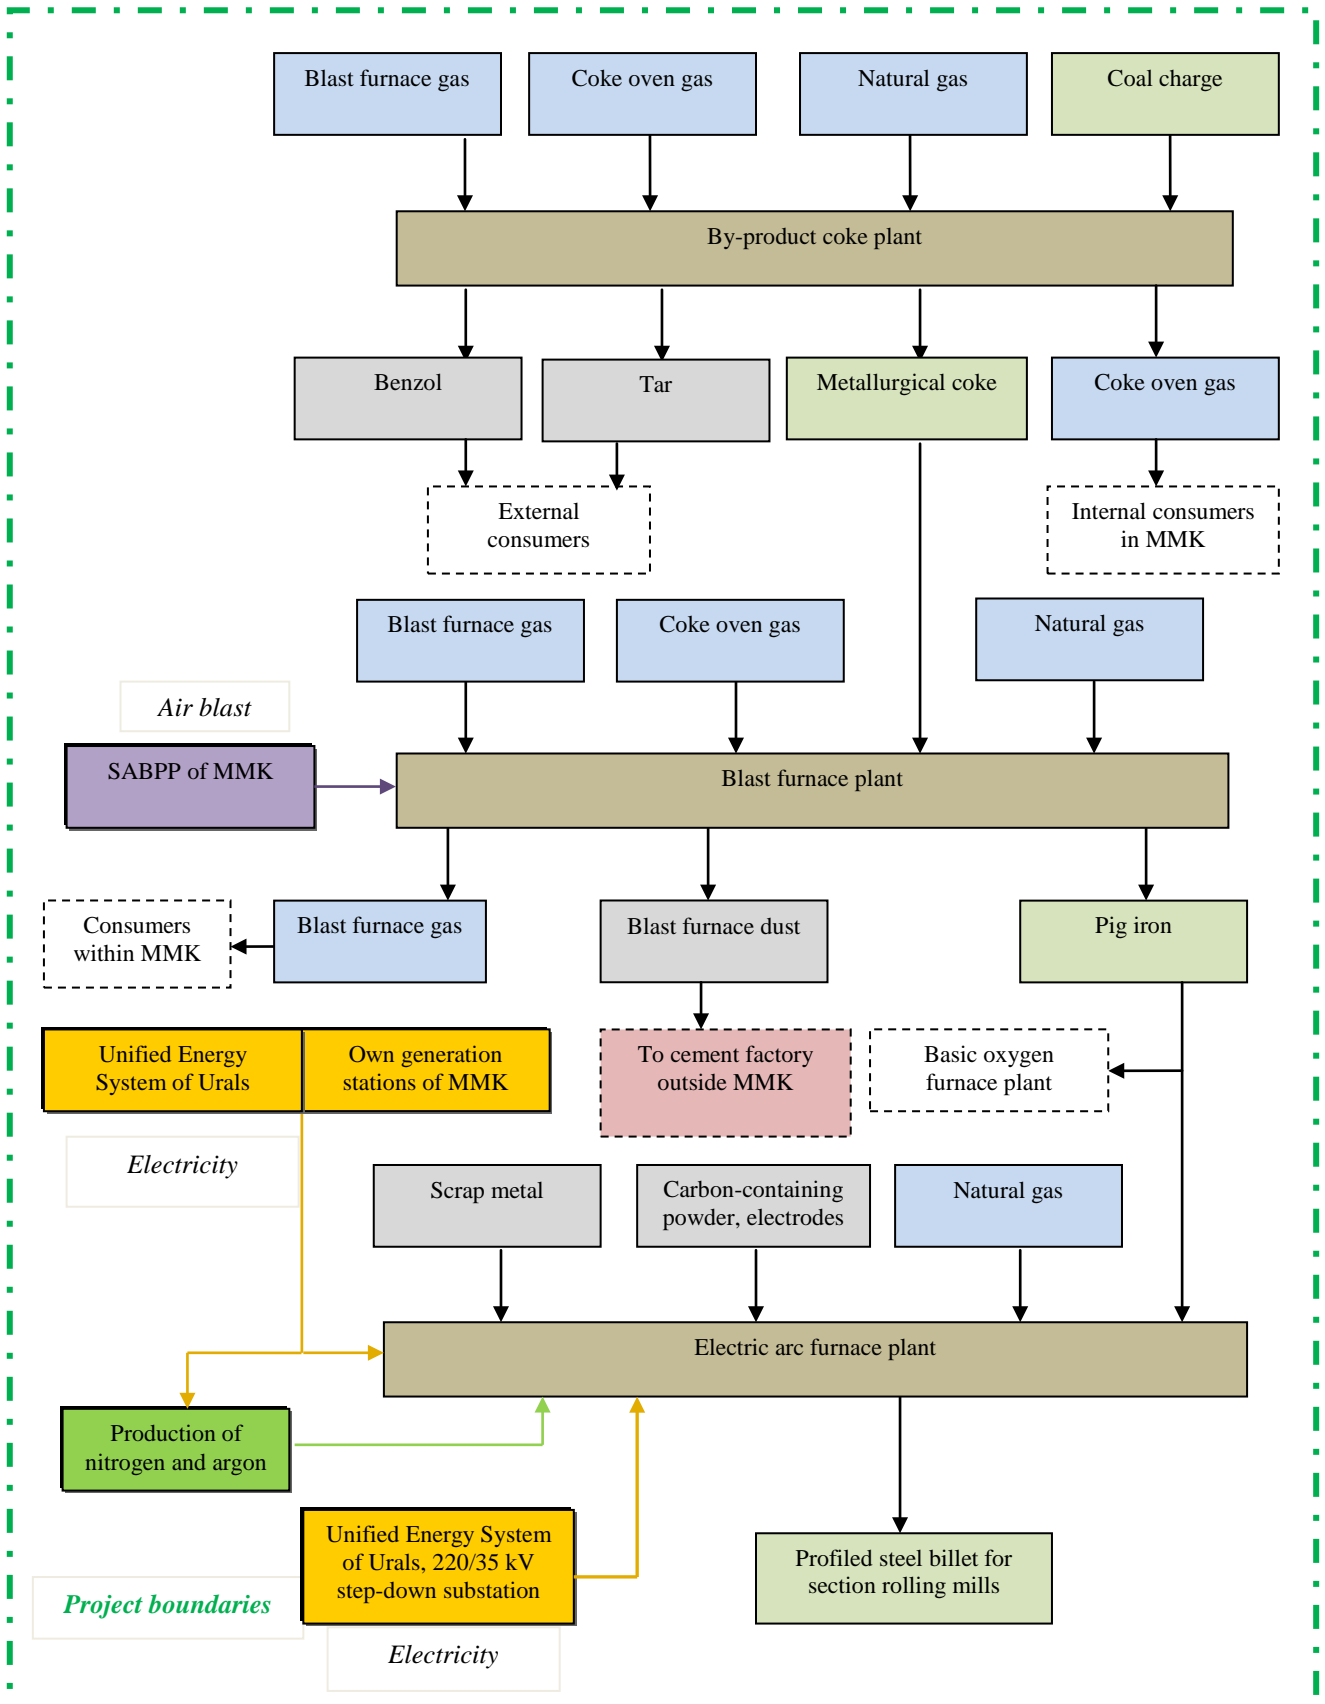 Blast furnace gas
Coke oven gas
Natural gas
Coal charge
By-product coke plant
Benzol
Tar
Metallurgical coke
Coke oven gas
External
consumers
Internal consumers
in MMK
Blast furnace gas
Coke oven gas
Natural gas
Air blast
SABPP of MMK
Blast furnace plant
Consumers
within MMK
Blast furnace gas
Blast furnace dust
Pig iron
Unified Energy
System of Urals
Own generation
stations of MMK
To cement factory
outside MMK
Basic oxygen
furnace plant
Electricity
Scrap metal
Carbon-containing
powder, electrodes
Natural gas
Electric arc furnace plant
Production of
nitrogen and argon
Unified Energy System
of Urals, 220/35 kV
step-down substation
Profiled steel billet for
section rolling mills
Project boundaries
Electricity